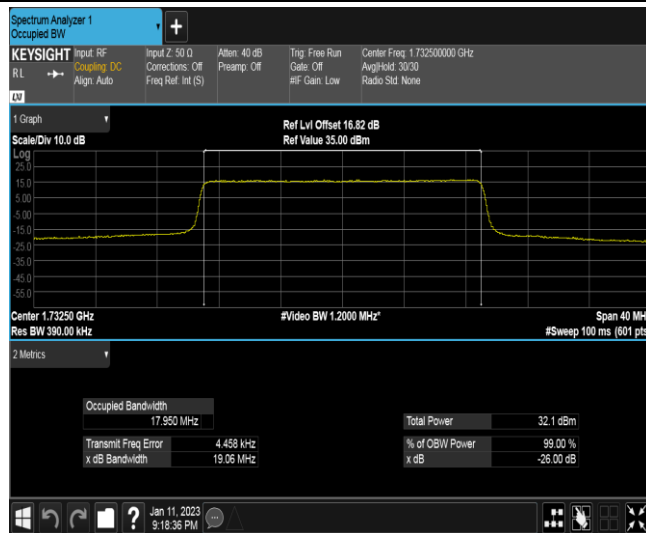 Spectrum Analyzer 1
Occupied BW
+
KEYSIGHT
RL
LXI
Input: RF
Coupling: DC
Align: Auto
Input Z: 50 Ω
Corrections: Off
Freq Ref: Int (S)
Atten: 40 dB
Preamp: Off
Trig: Free Run
Gate: Off
#IF Gain: Low
Center Freq: 1.732500000 GHz
Avg|Hold: 30/30
Radio Std: None
1 Graph
Scale/Div 10.0 dB
Ref Lvl Offset 16.82 dB
Ref Value 35.00 dBm
Log
25.0
15.0
5.00
-5.00
-15.0
-25.0
-35.0
-45.0
-55.0
Center 1.73250 GHz
#Video BW 1.2000 MHz*
Span 40 MH
Res BW 390.00 kHz
#Sweep 100 ms (601 pts
2 Metrics
Occupied Bandwidth
17.950 MHz
Total Power 32.1 dBm
Transmit Freq Error 4.458 kHz
% of OBW Power 99.00 %
x dB Bandwidth 19.06 MHz
x dB -26.00 dB
?
Jan 11, 2023
9:18:36 PM